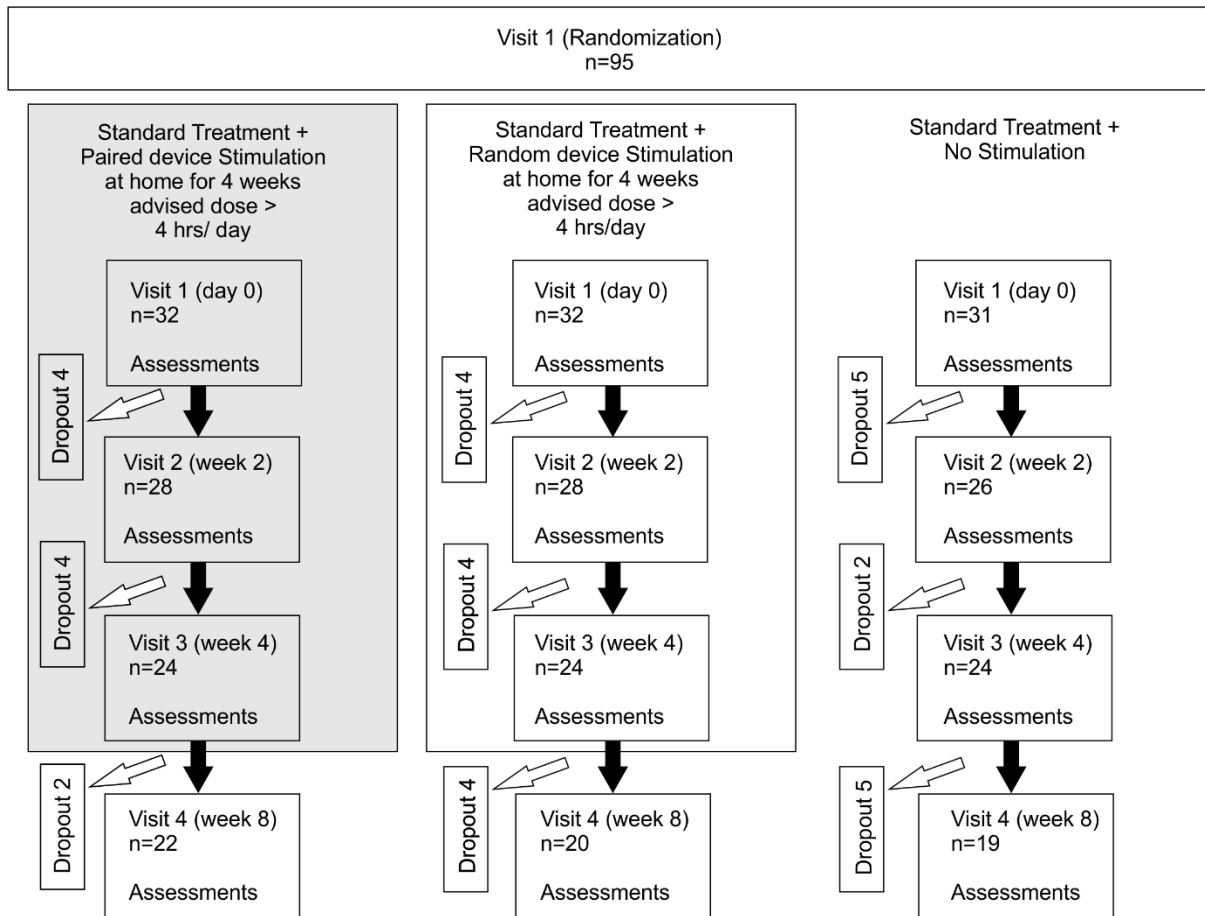 Visit 1 (Randomization)
n=95
Standard Treatment +
Paired device Stimulation
at home for 4 weeks
advised dose >
4 hrs/ day
Visit 1 (day 0)
n=32
Assessments
Dropout 4
Visit 2 (week 2)
n=28
Assessments
Dropout 4
Visit 3 (week 4)
n=24
Assessments
Dropout 2
Visit 4 (week 8)
n=22
Assessments
Standard Treatment +
Random device Stimulation
at home for 4 weeks
advised dose >
4 hrs/day
Visit 1 (day 0)
n=32
Assessments
Dropout 4
Visit 2 (week 2)
n=28
Assessments
Dropout 4
Visit 3 (week 4)
n=24
Assessments
Dropout 4
Visit 4 (week 8)
n=20
Assessments
Standard Treatment +
No Stimulation
Visit 1 (day 0)
n=31
Assessments
Dropout 5
Visit 2 (week 2)
n=26
Assessments
Dropout 2
Visit 3 (week 4)
n=24
Assessments
Dropout 5
Visit 4 (week 8)
n=19
Assessments